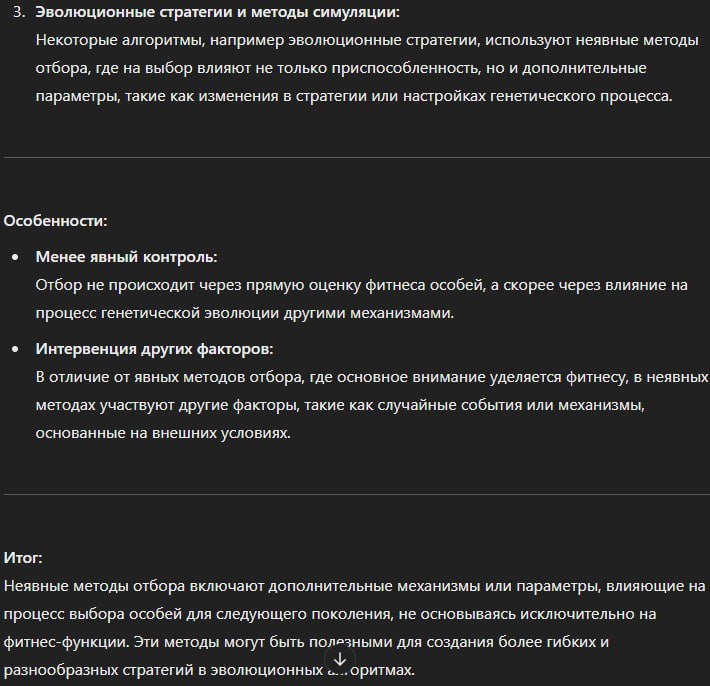 3. Эволюционные стратегии и методы симуляции:
Некоторые алгоритмы, например эволюционные стратегии, используют неявные методы
отбора, где на выбор влияют не только приспособленность, но и дополнительные
параметры, такие как изменения в стратегии или настройках генетического процесса.
Особенности:
• Менее явный контроль:
Отбор не происходит через прямую оценку фитнеса особей, а скорее через влияние на
процесс генетической эволюции другими механизмами.
• Интервенция других факторов:
В отличие от явных методов отбора, где основное внимание уделяется фитнесу, в неявных
методах участвуют другие факторы, такие как случайные события или механизмы,
основанные на внешних условиях.
Итог:
Неявные методы отбора включают дополнительные механизмы или параметры, влияющие на
процесс выбора особей для следующего поколения, не основываясь исключительно на
фитнес-функции. Эти методы могут быть полезными для создания более гибких и
разнообразных стратегий в эволюционных алгоритмах.